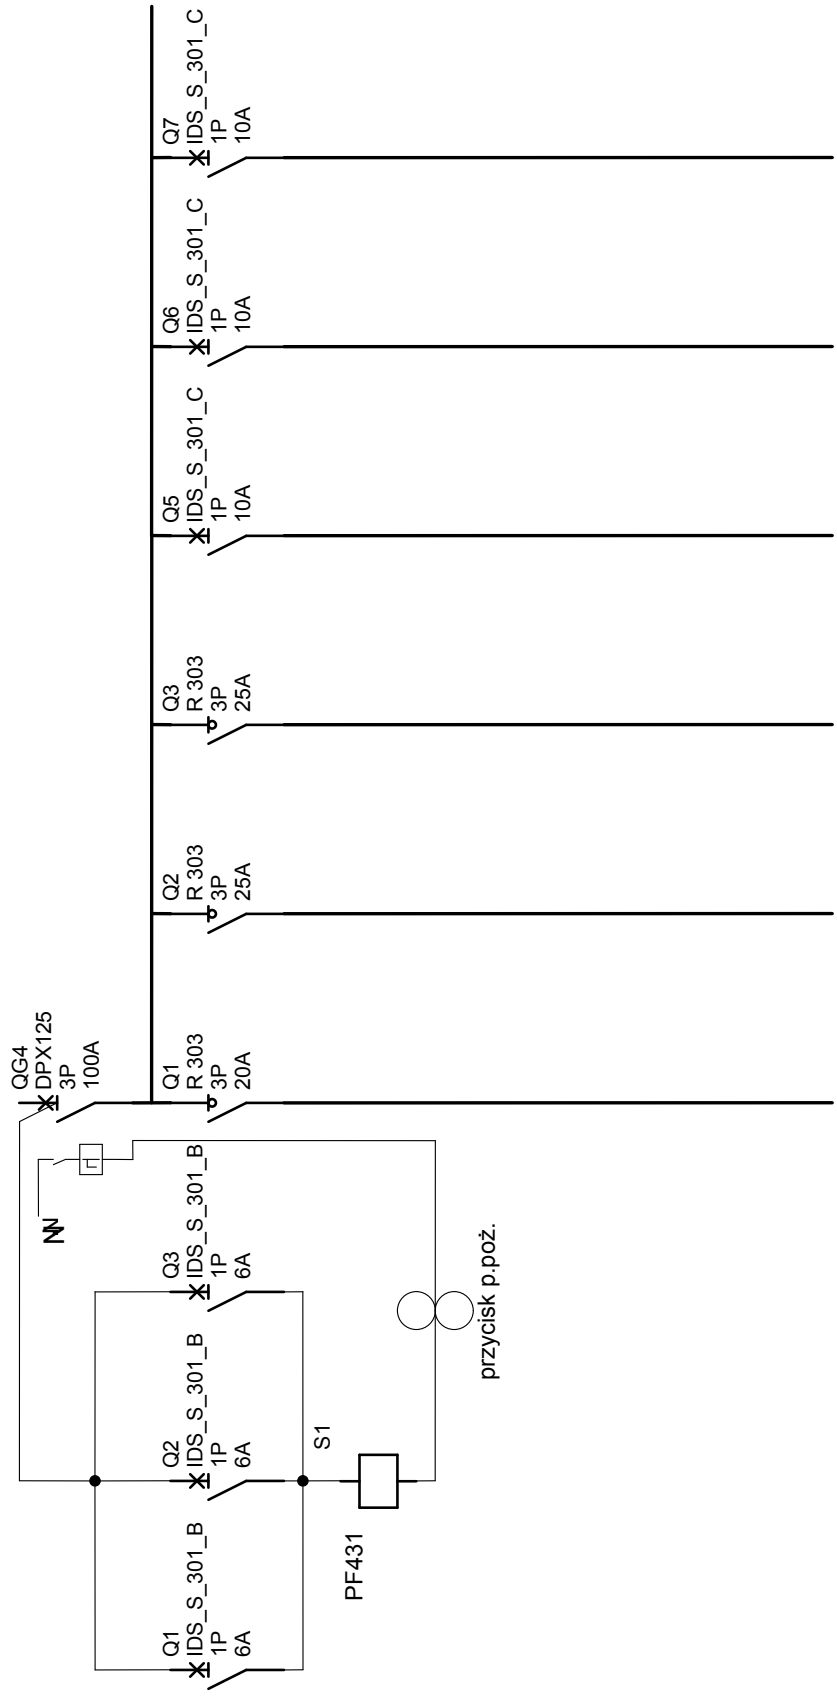 QG4
DPX125
3P
100A
NN
Q1
IDS_S_301_B
1P
6A
Q2
IDS_S_301_B
1P
6A
Q3
IDS_S_301_B
1P
6A
Q1
R 303
3P
20A
Q2
R 303
3P
25A
Q3
R 303
3P
25A
Q5
IDS_S_301_C
1P
10A
Q6
IDS_S_301_C
1P
10A
Q7
IDS_S_301_C
1P
10A
S1
PF431
przycisk p.poż.